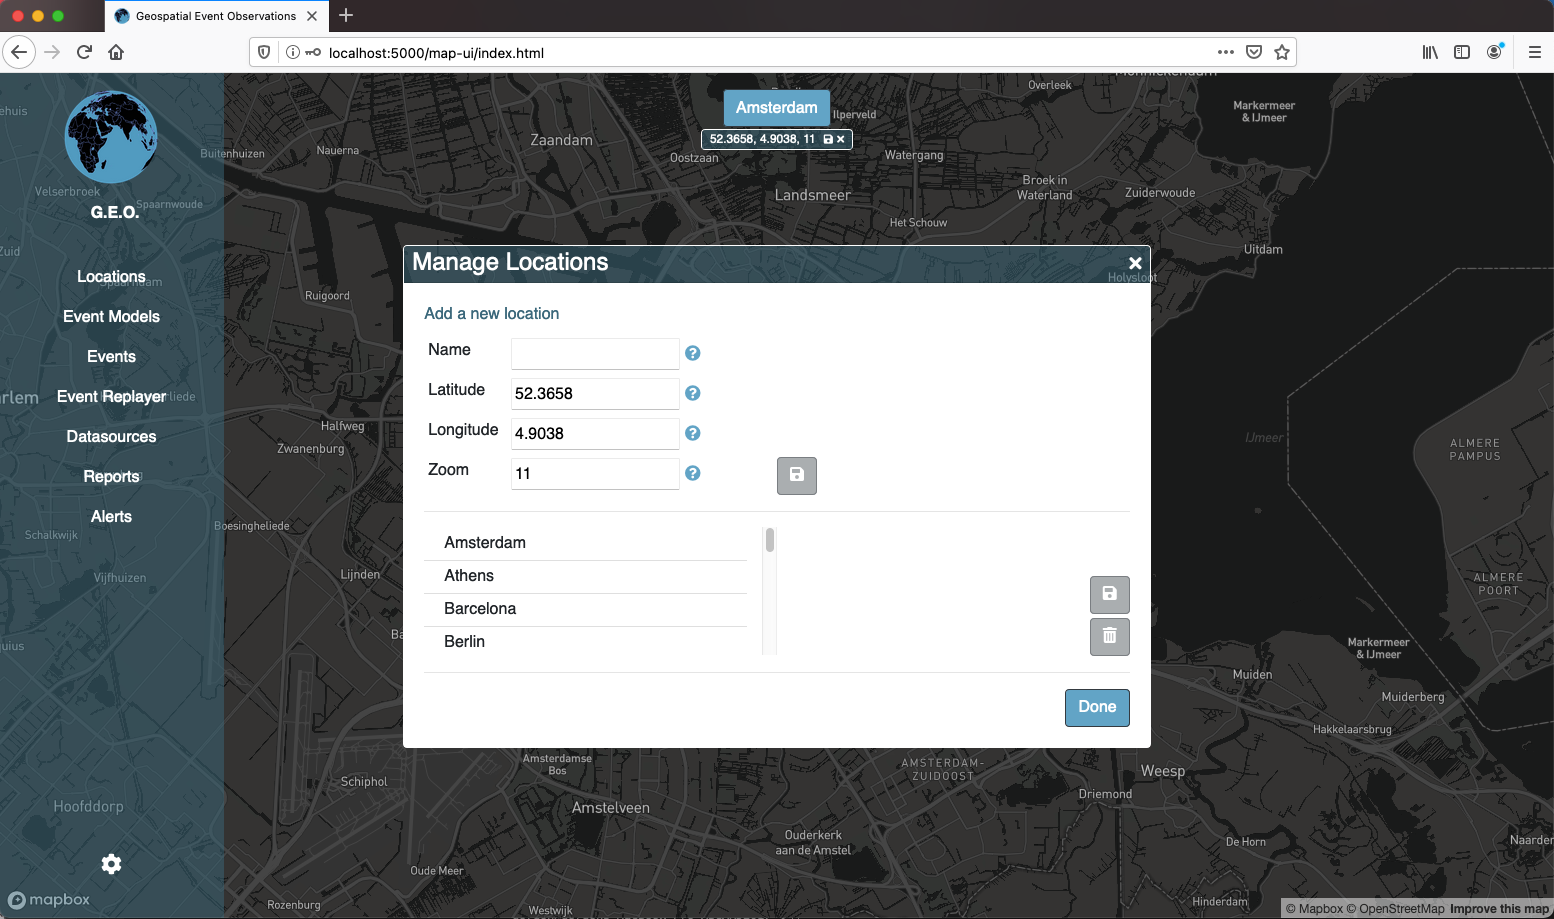 Geospatial Event Observations
localhost:5000/map-ui/index.html
G.E.O.
Locations
Event Models
Events
Event Replayer
Datasources
Reports
Alerts
mapbox
Amsterdam
52.3658, 4.9038, 11
Manage Locations
Add a new location
Name
Latitude 52.3658
Longitude 4.9038
Zoom 11
Amsterdam
Athens
Barcelona
Berlin
Done
Buitenhuizen
Velserbroek
Spaarnwoude
Nauerna
Zaandam
Oostzaan
Ilperveld
Landsmeer
Watergang
Het Schouw
Overleek
Broek in
Waterland
Zuiderwoude
Markermeer
& IJmeer
Uitdam
Holysloot
Ruigoord
Halfweg
Zwanenburg
Boesingheliede
Schalkwijk
Vijfhuizen
Lijnden
IJmeer
ALMERE
PAMPUS
ALMERE
POORT
Markermeer
& IJmeer
Muiden
Muiderberg
Hakkelaarsbrug
Hoofddorp
Schiphol
Amsterdamse
Bos
Amstelveen
AMSTERDAM-
ZUIDOOST
Weesp
Driemond
Ouderkerk
aan de Amstel
De Horn
Naarder
Oude Meer
Rozenburg
Westwijk
Hinderdam
© Mapbox © OpenStreetMap Improve this map